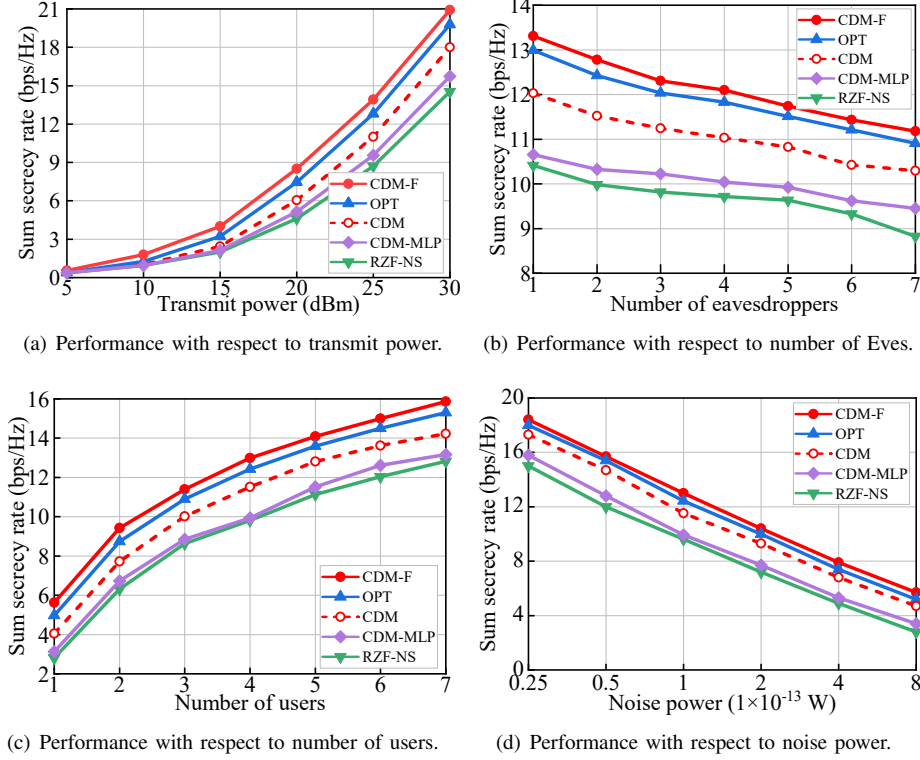 21
18
15
12
9
6
3
0
Sum secrecy rate (bps/Hz)
CDM-F
OPT
CDM
CDM-MLP
RZF-NS
5 10 15 20 25 30
Transmit power (dBm)
(a) Performance with respect to transmit power.
14
13
12
11
10
9
8
Sum secrecy rate (bps/Hz)
CDM-F
OPT
CDM
CDM-MLP
RZF-NS
1 2 3 4 5 6 7
Number of eavesdroppers
(b) Performance with respect to number of Eves.
16
14
12
10
8
6
4
2
Sum secrecy rate (bps/Hz)
CDM-F
OPT
CDM
CDM-MLP
RZF-NS
1 2 3 4 5 6 7
Number of users
(c) Performance with respect to number of users.
20
16
12
8
4
0
Sum secrecy rate (bps/Hz)
CDM-F
OPT
CDM
CDM-MLP
RZF-NS
0.25 0.5 1 2 4 8
Noise power (1×10⁻¹³ W)
(d) Performance with respect to noise power.